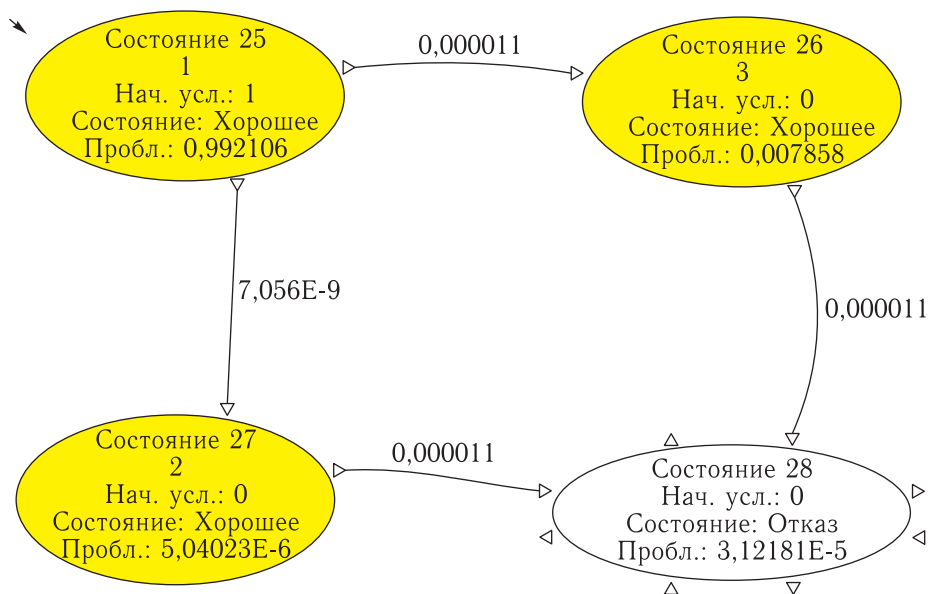 Состояние 25
1
Нач. усл.: 1
Состояние: Хорошее
Пробл.: 0,992106
0,000011
Состояние 26
3
Нач. усл.: 0
Состояние: Хорошее
Пробл.: 0,007858
7,056E-9
0,000011
Состояние 27
2
Нач. усл.: 0
Состояние: Хорошее
Пробл.: 5,04023E-6
0,000011
Состояние 28
Нач. усл.: 0
Состояние: Отказ
Пробл.: 3,12181E-5